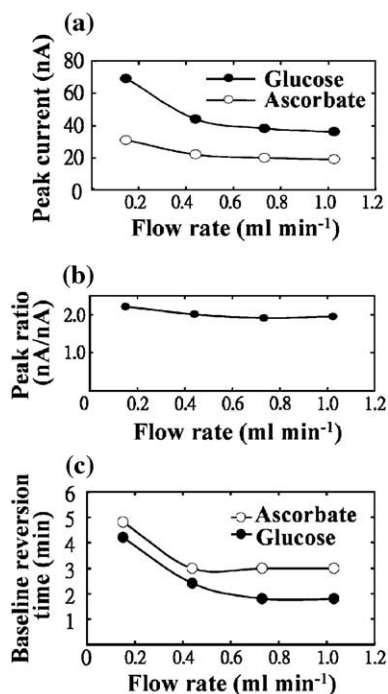 (a)
Peak current (nA)
80
60
40
20
0
Glucose
Ascorbate
0.2 0.4 0.6 0.8 1.0 1.2
Flow rate (ml min⁻¹)
(b)
Peak ratio
(nA/nA)
2.0
1.0
0 0.2 0.4 0.6 0.8 1.0 1.2
Flow rate (ml min⁻¹)
(c)
Baseline reversion
time (min)
6
5
4
3
2
1
Ascorbate
Glucose
0 0.2 0.4 0.6 0.8 1.0 1.2
Flow rate (ml min⁻¹)